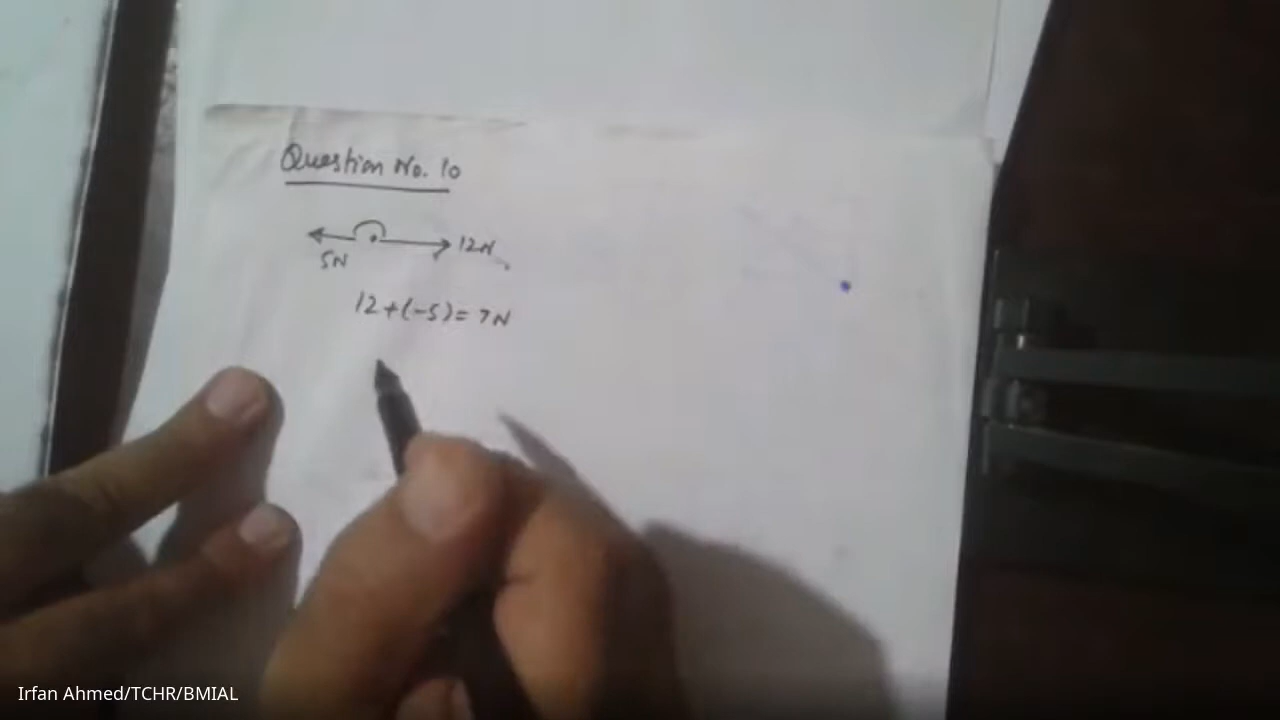 Question No. 10
5N
12N
12+(-5)=7N
Irfan Ahmed/TCHR/BMIAL